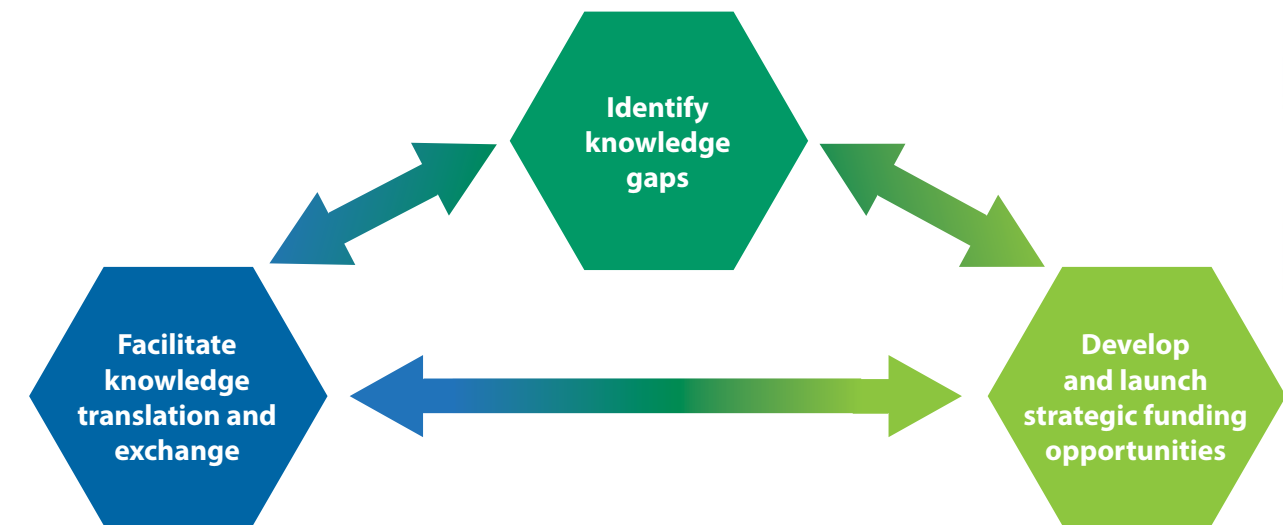 Identify
knowledge
gaps
Facilitate
knowledge
translation and
exchange
Develop
and launch
strategic funding
opportunities